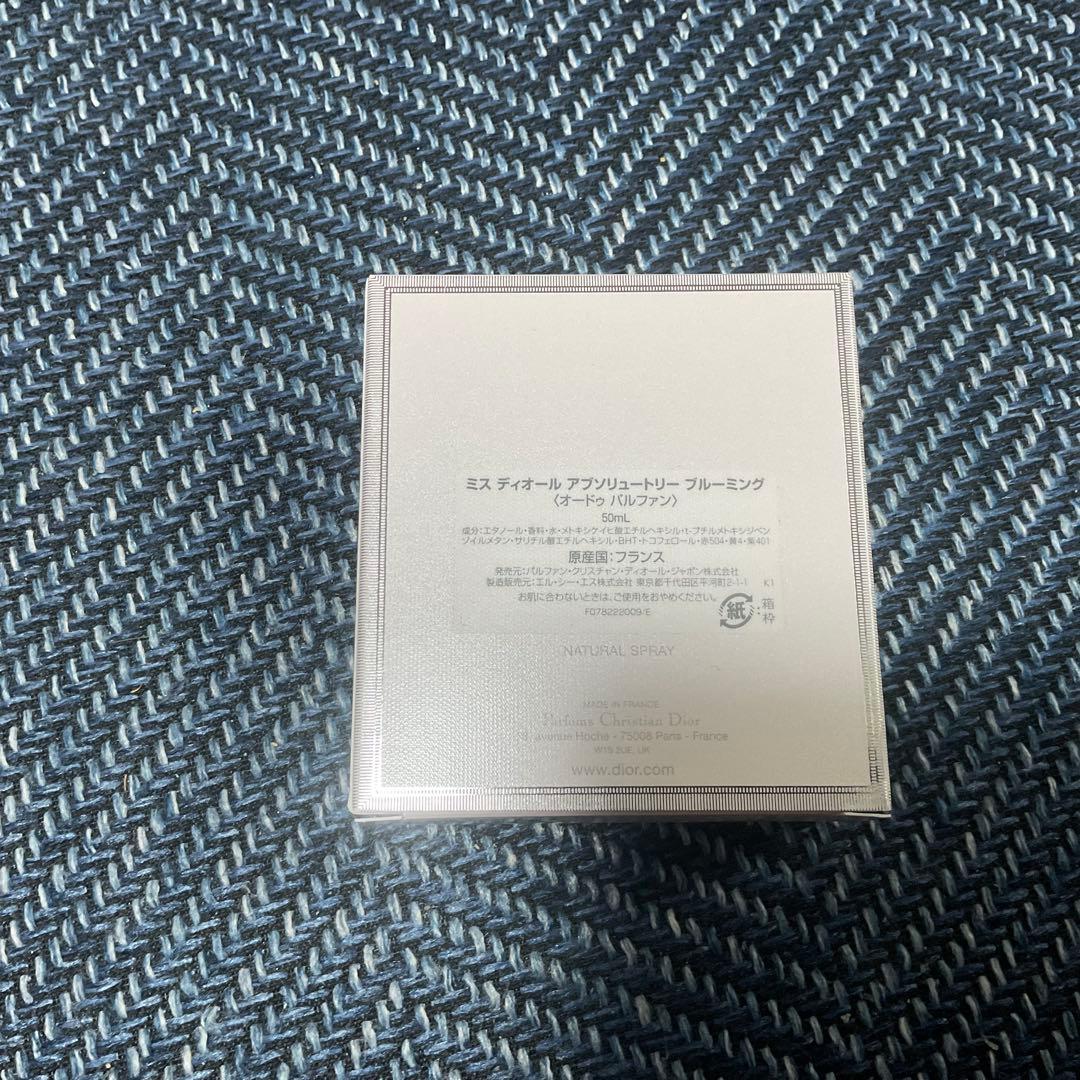 ミス ディオール アブソリュートリー ブルーミング
〈オードゥ パルファン〉
50mL
成分:エタノール・香料・水・メトキシケイヒ酸エチルヘキシル・t-ブチルメトキシジベン
ゾイルメタン・サリチル酸エチルヘキシル・BHT・トコフェロール・赤504・黄4・紫401
原産国:フランス
発売元:パルファン・クリスチャン・ディオール・ジャポン株式会社
製造販売元:エル・シー・エス株式会社 東京都千代田区平河町2-1-1 K1
お肌に合わないときは、ご使用をおやめください。
F078222009/E
紙:箱
枠
NATURAL SPRAY
MADE IN FRANCE
Parfums Christian Dior
avenue Hoche - 75008 Paris - France
W1S 2UE, UK
www.dior.com